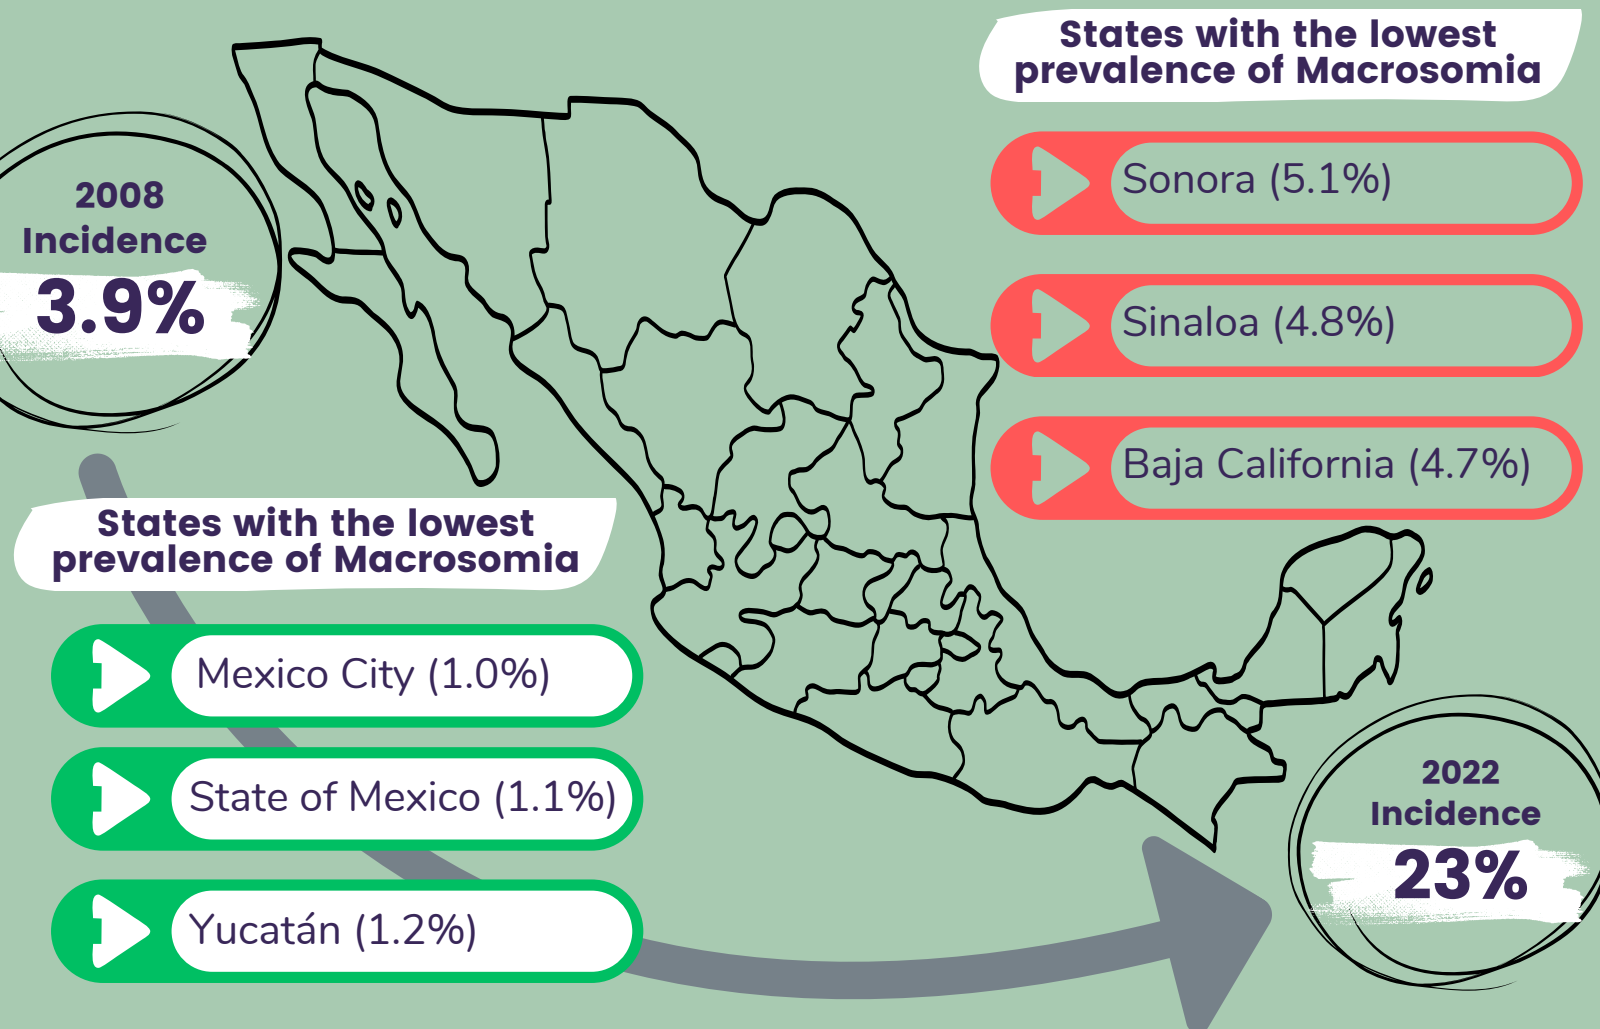 States with the lowest
prevalence of Macrosomia
Sonora (5.1%)
Sinaloa (4.8%)
Baja California (4.7%)
2008
Incidence
3.9%
States with the lowest
prevalence of Macrosomia
Mexico City (1.0%)
State of Mexico (1.1%)
Yucatán (1.2%)
2022
Incidence
23%